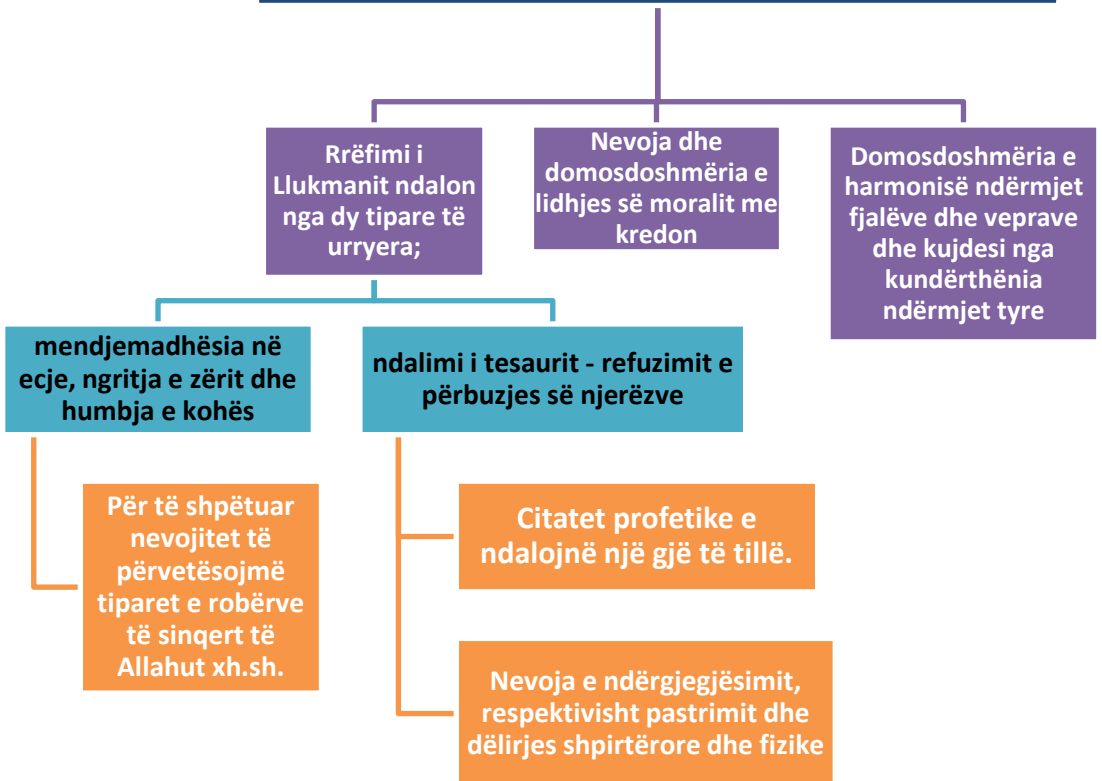 Rrëfimi i
Llukmanit ndalon
nga dy tipare të
urryera;
Nevoja dhe
domosdoshmëria e
lidhjes së moralit me
kredon
Domosdoshmëria e
harmonisë ndërmjet
fjalëve dhe veprave
dhe kujdesi nga
kundërthënia
ndërmjet tyre
mendjemadhësia në
ecje, ngritja e zërit dhe
humbja e kohës
ndalimi i tesaurit - refuzimit e
përbuzjes së njerëzve
Për të shpëtuar
nevojitet të
përvetësojmë
tiparet e robërve
të sinqert të
Allahut xh.sh.
Citatet profetike e
ndalojnë një gjë të tillë.
Nevoja e ndërgjegjësimit,
respektivisht pastrimit dhe
dëlirjes shpirtërore dhe fizike